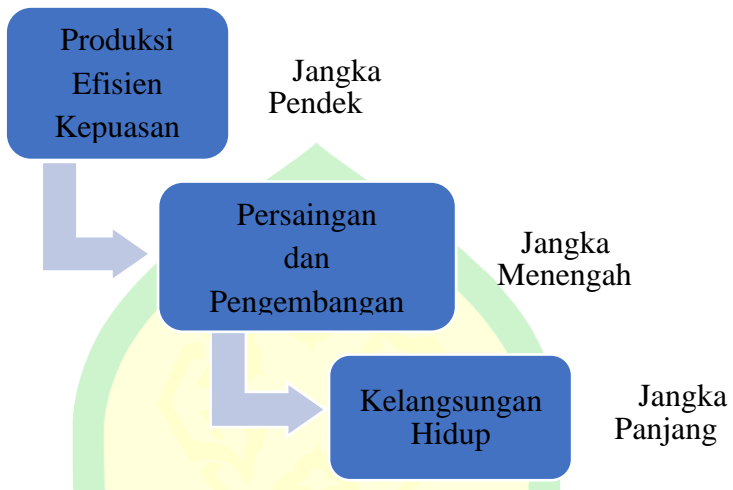 Produksi
Efisien
Kepuasan
Jangka
Pendek
Persaingan
dan
Pengembangan
Jangka
Menengah
Kelangsungan
Hidup
Jangka
Panjang